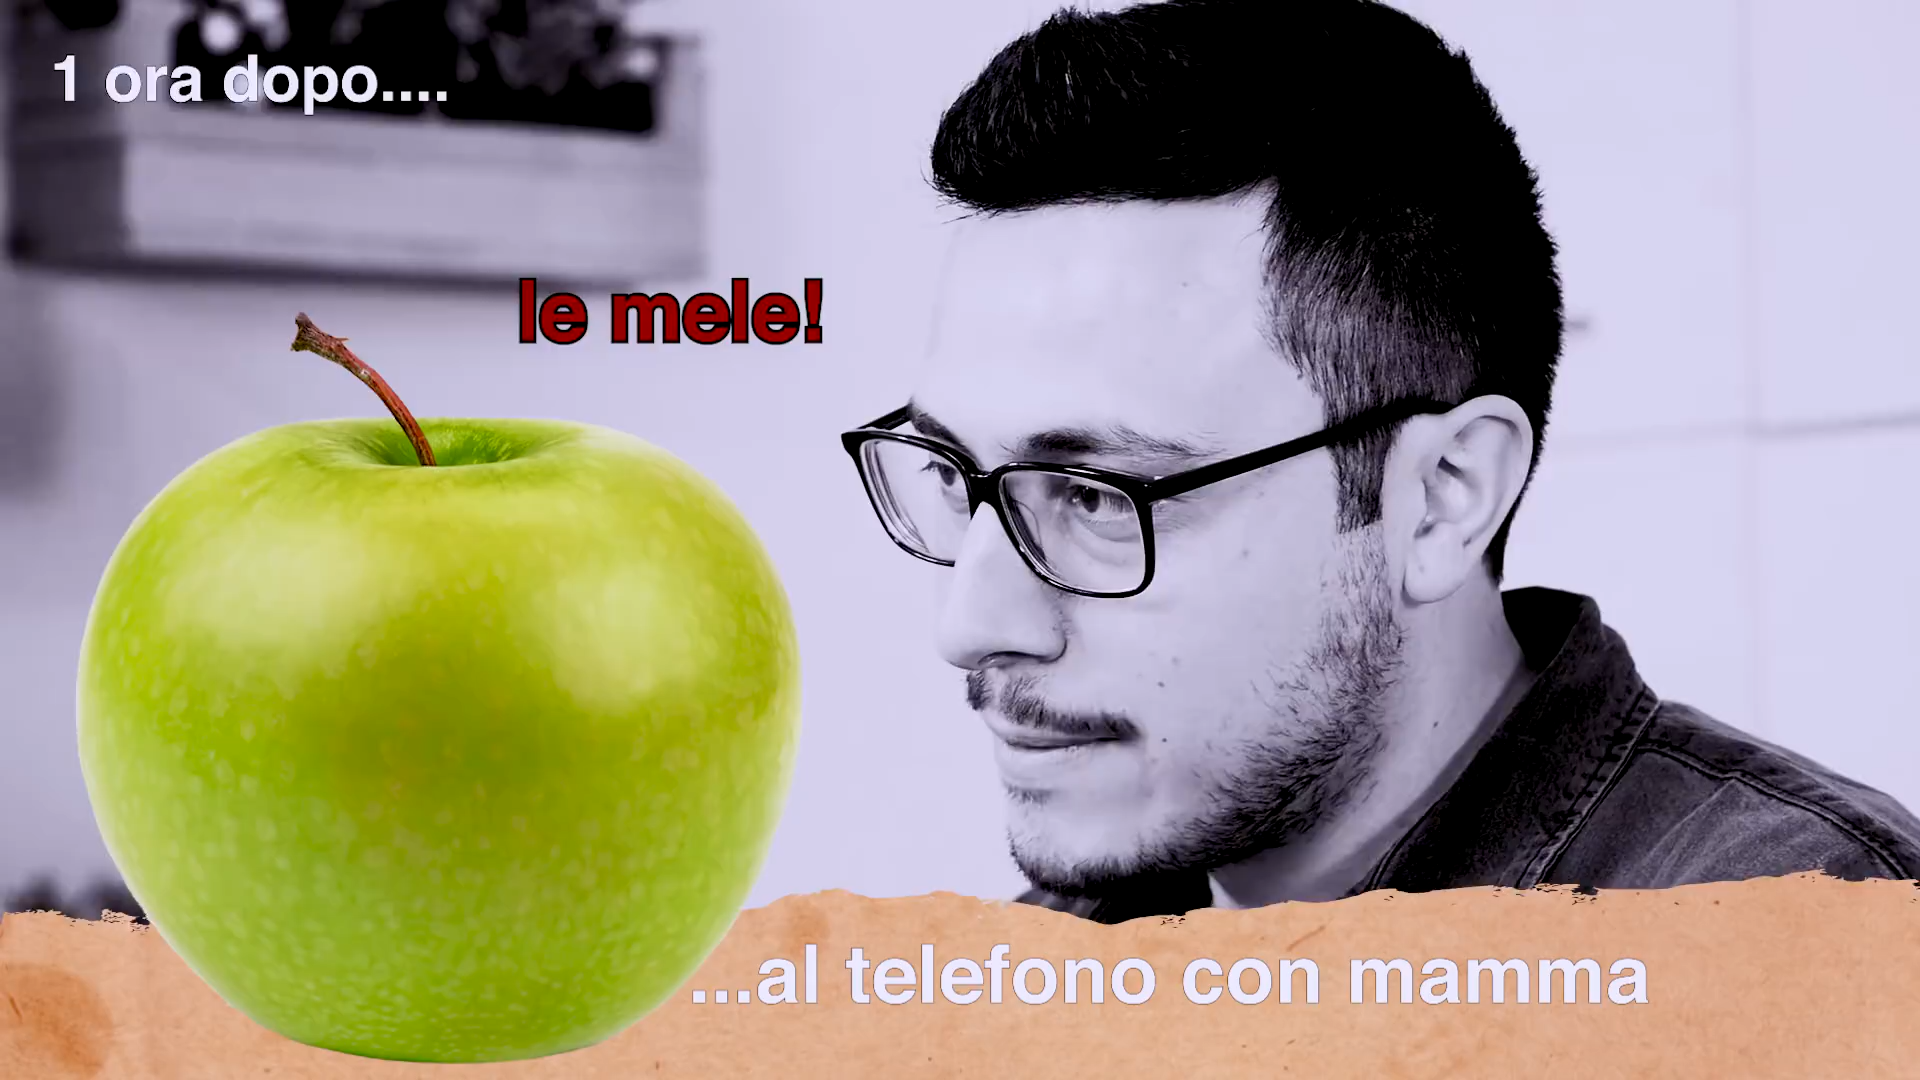 1 ora dopo....
le mele!
...al telefono con mamma